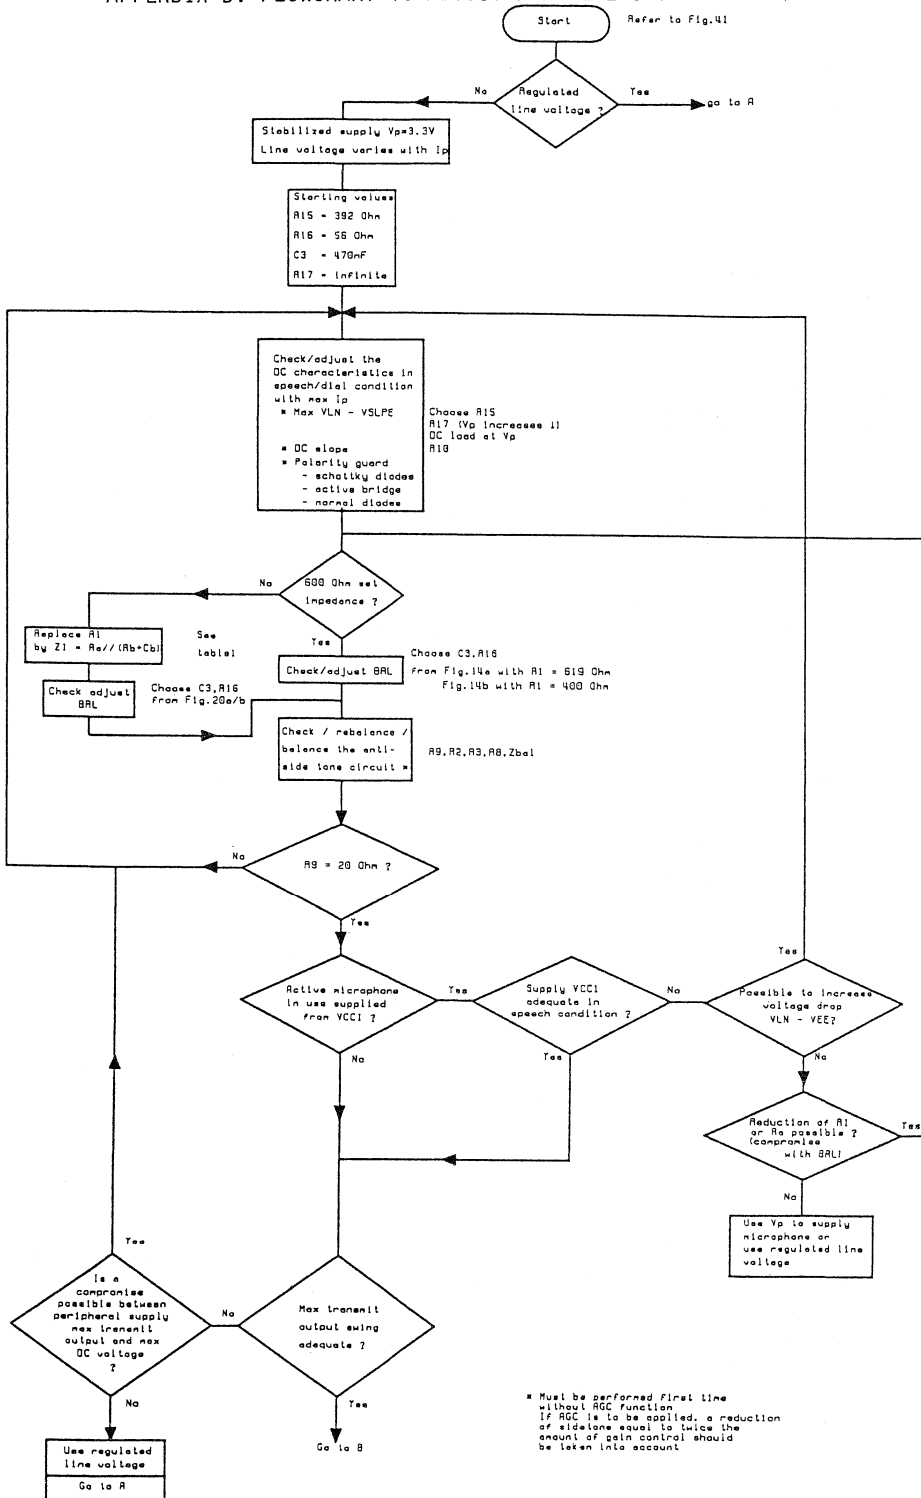 Start
Refer to Fig.41
Regulated
line voltage ?
No
Yes
go to A
Stabilized supply Vp=3.3V
Line voltage varies with Ip
Starting values
R15 = 392 Ohm
R16 = 56 Ohm
C3 = 470nF
R17 = infinite
Check/adjust the
DC characteristics in
speech/dial condition
with max Ip
* Max VLN - VSLPE
* DC slope
* Polarity guard
- schottky diodes
- active bridge
- normal diodes
Choose R15
R17 (Vp increases !)
DC load at Vp
R10
600 Ohm set
impedance ?
No
Yes
Replace R1
by Z1 = Ra//(Rb+Cb)
See
table1
Check adjust
BRL
Choose C3,R16
from Fig.20a/b
Check/adjust BRL
Choose C3,R16
from Fig.14a with R1 = 619 Ohm
Fig.14b with R1 = 400 Ohm
Check / rebalance /
balance the anti-
side tone circuit *
R9,R2,R3,R8,Zbal
No
R9 = 20 Ohm ?
Yes
Active microphone
in use supplied
from VCC1 ?
Yes
No
Supply VCC1
adequate in
speech condition ?
No
Yes
Yes
Possible to increase
voltage drop
VLN - VEE?
No
Reduction of R1
or Ra possible ?
(compromise
with BRL)
Yes
No
Use Vp to supply
microphone or
use regulated line
voltage
Yes
Is a
compromise
possible between
peripheral supply
max transmit
output and max
DC voltage
?
No
No
Max transmit
output swing
adequate ?
Yes
Go to B
Use regulated
line voltage
Go to A
* Must be performed first time
without AGC function
If AGC is to be applied, a reduction
of sidetone equal to twice the
amount of gain control should
be taken into account